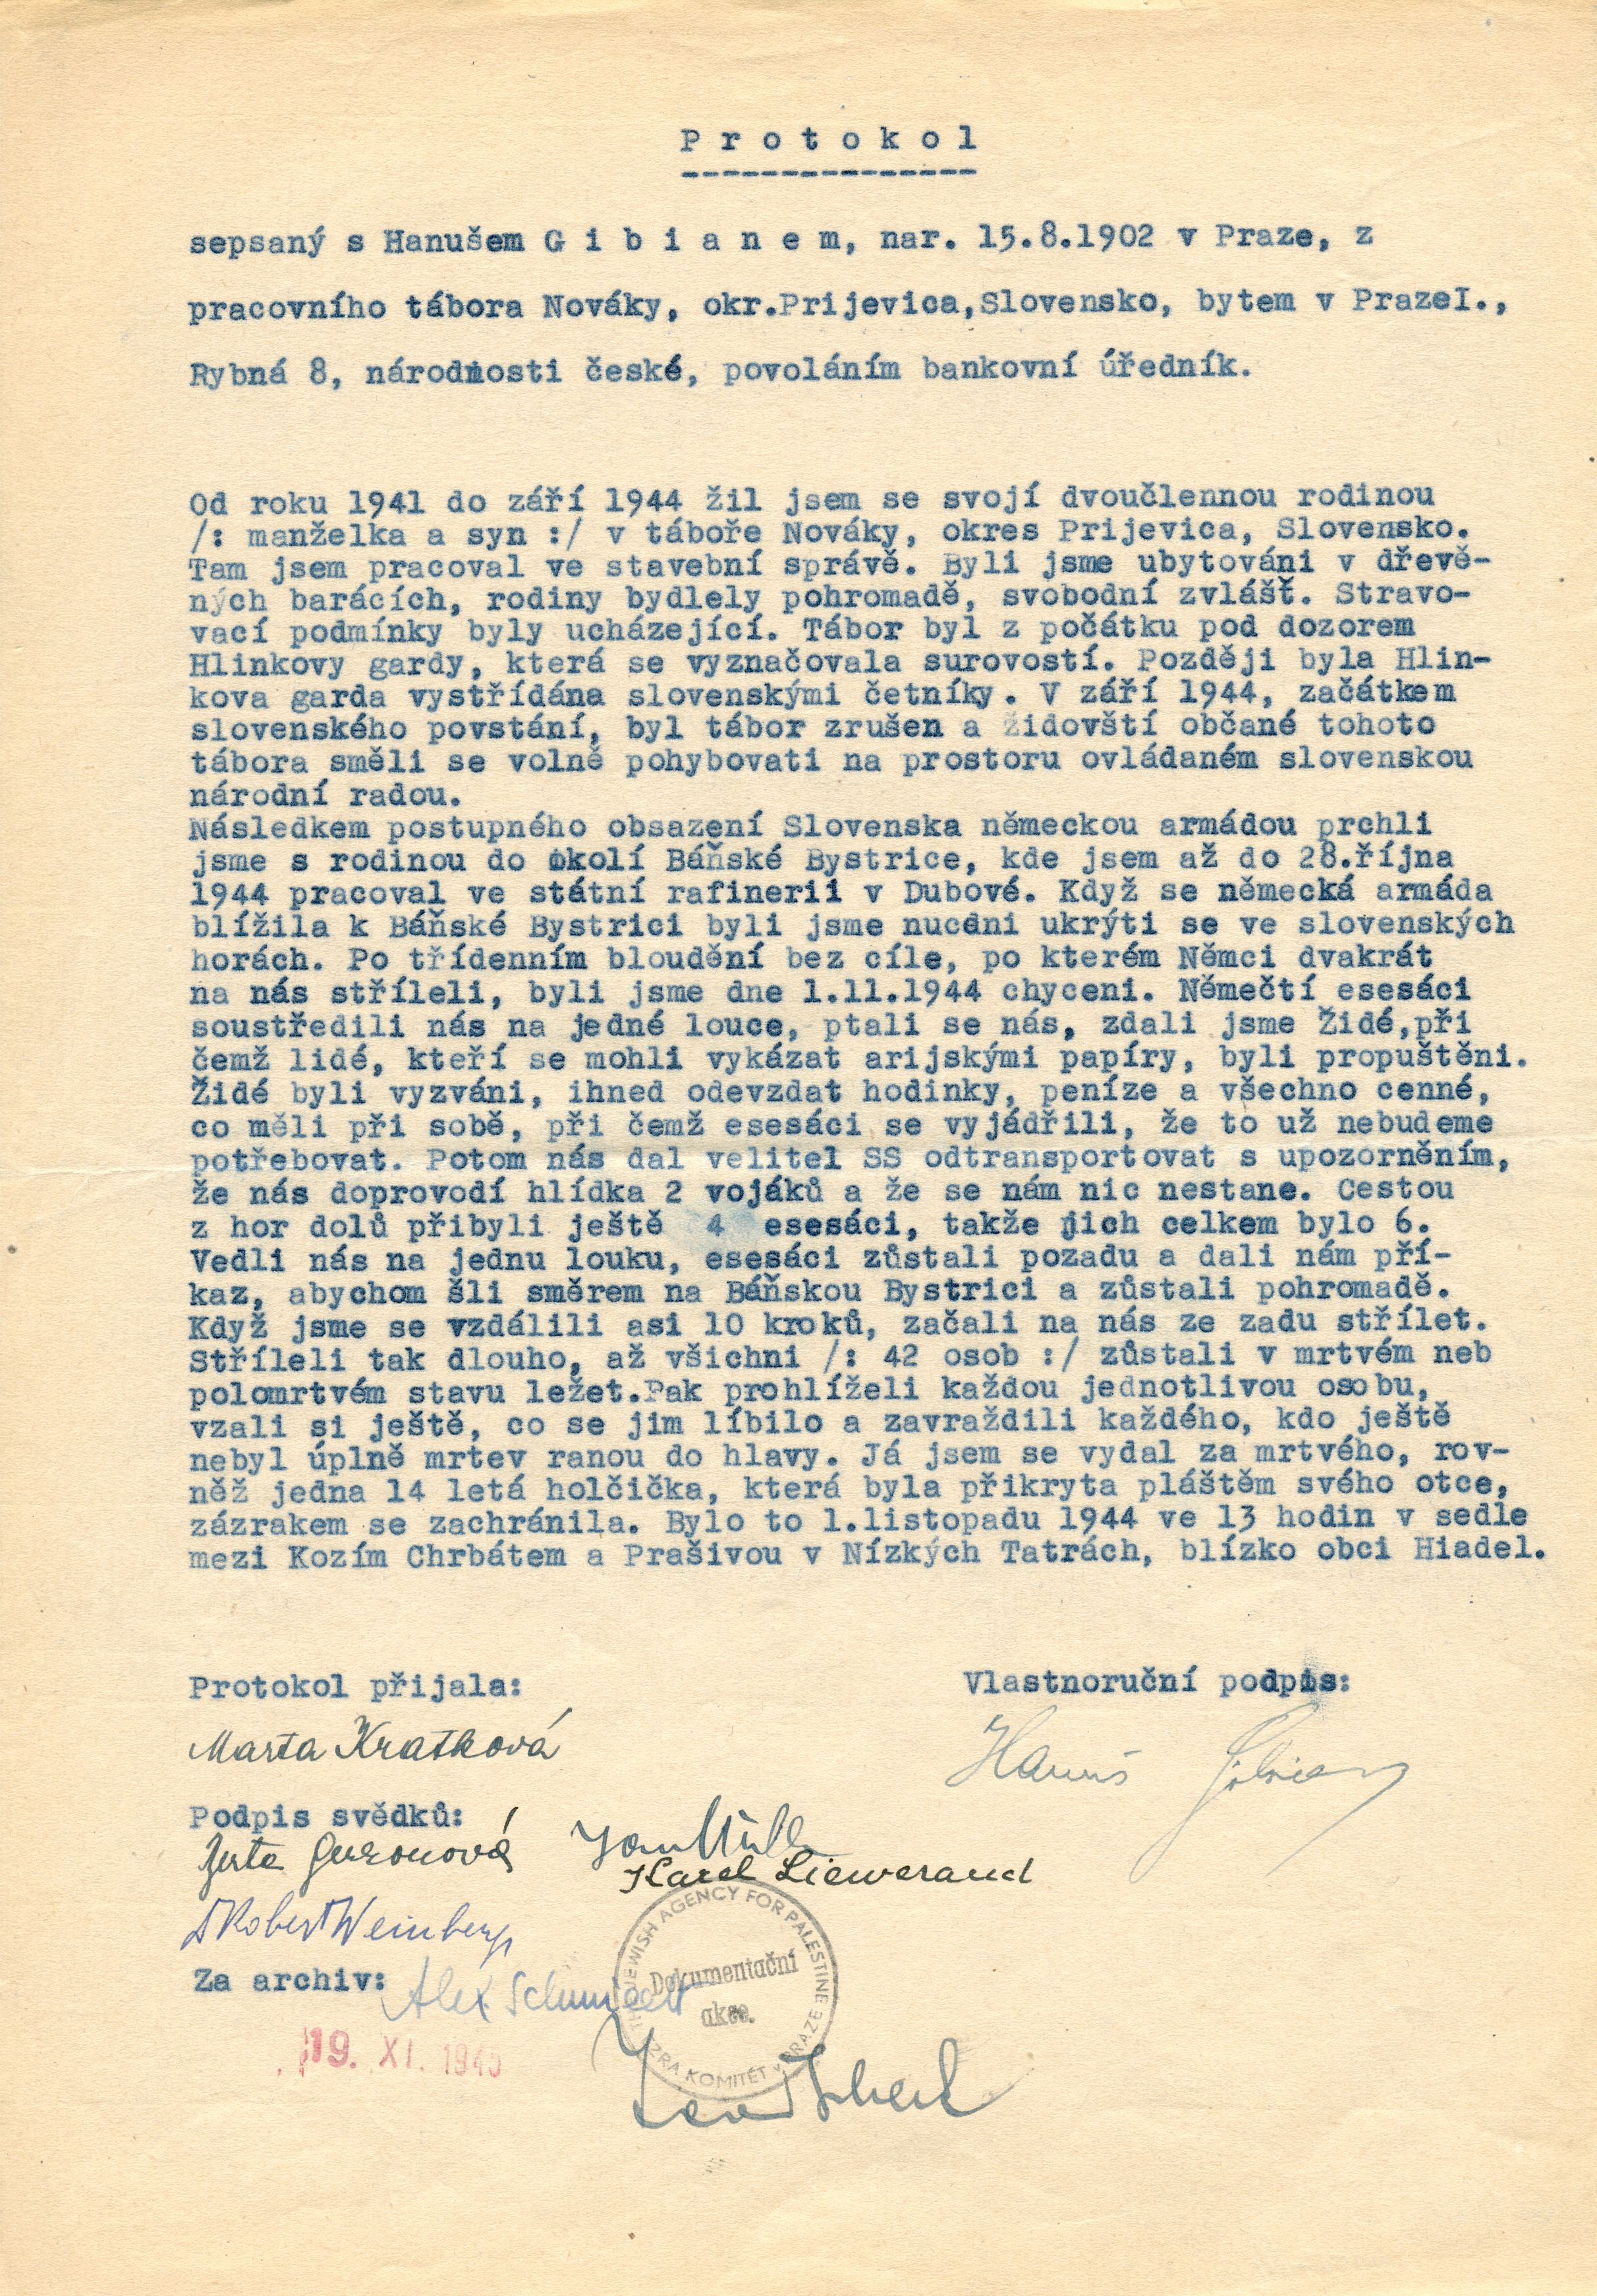 P r o t o k o l
---------------
sepsaný s Hanušem G i b i a n e m, nar. 15.8.1902 v Praze, z
pracovního tábora Nováky, okr.Prijevica,Slovensko, bytem v PrazeI.,
Rybná 8, národnosti české, povoláním bankovní úředník.
Od roku 1941 do září 1944 žil jsem se svojí dvoučlennou rodinou
/: manželka a syn :/ v táboře Nováky, okres Prijevica, Slovensko.
Tam jsem pracoval ve stavební správě. Byli jsme ubytováni v dřevě-
ných barácích, rodiny bydlely pohromadě, svobodní zvlášť. Stravo-
vací podmínky byly ucházející. Tábor byl z počátku pod dozorem
Hlinkovy gardy, která se vyznačovala surovostí. Později byla Hlin-
kova garda vystřídána slovenskými četníky. V září 1944, začátkem
slovenského povstání, byl tábor zrušen a židovští občané tohoto
tábora směli se volně pohybovati na prostoru ovládaném slovenskou
národní radou.
Následkem postupného obsazení Slovenska německou armádou prchli
jsme s rodinou do okolí Báňské Bystrice, kde jsem až do 28.října
1944 pracoval ve státní rafinerii v Dubové. Když se německá armáda
blížila k Báňské Bystrici byli jsme nuceni ukrýti se ve slovenských
horách. Po třídenním bloudění bez cíle, po kterém Němci dvakrát
na nás stříleli, byli jsme dne 1.11.1944 chyceni. Němečtí esesáci
soustředili nás na jedné louce, ptali se nás, zdali jsme Židé,při
čemž lidé, kteří se mohli vykázat arijskými papíry, byli propuštěni.
Židé byli vyzváni, ihned odevzdat hodinky, peníze a všechno cenné,
co měli při sobě, při čemž esesáci se vyjádřili, že to už nebudeme
potřebovat. Potom nás dal velitel SS odtransportovat s upozorněním,
že nás doprovodí hlídka 2 vojáků a že se nám nic nestane. Cestou
z hor dolů přibyli ještě 4 esesáci, takže jich celkem bylo 6.
Vedli nás na jednu louku, esesáci zůstali pozadu a dali nám pří-
kaz, abychom šli směrem na Báňskou Bystrici a zůstali pohromadě.
Když jsme se vzdálili asi 10 kroků, začali na nás ze zadu střílet.
Stříleli tak dlouho, až všichni /: 42 osob :/ zůstali v mrtvém neb
polomrtvém stavu ležet.Pak prohlíželi každou jednotlivou osobu,
vzali si ještě, co se jim líbilo a zavraždili každého, kdo ještě
nebyl úplně mrtev ranou do hlavy. Já jsem se vydal za mrtvého, rov-
něž jedna 14 letá holčička, která byla přikryta pláštěm svého otce,
zázrakem se zachránila. Bylo to 1.listopadu 1944 ve 13 hodin v sedle
mezi Kozím Chrbátem a Prašivou v Nízkých Tatrách, blízko obci Hiadel.
Protokol přijala:
Vlastnoruční podpis:
Marta Kratková
Hanuš Gibian
Podpis svědků:
Karel Liewerand
Robert Weinberg
JEWISH AGENCY FOR PALESTINE
Dokumentační
akce.
KOMITÉT v PRAZE
Za archiv:
Alex. Schmiedt
19. XI. 1945